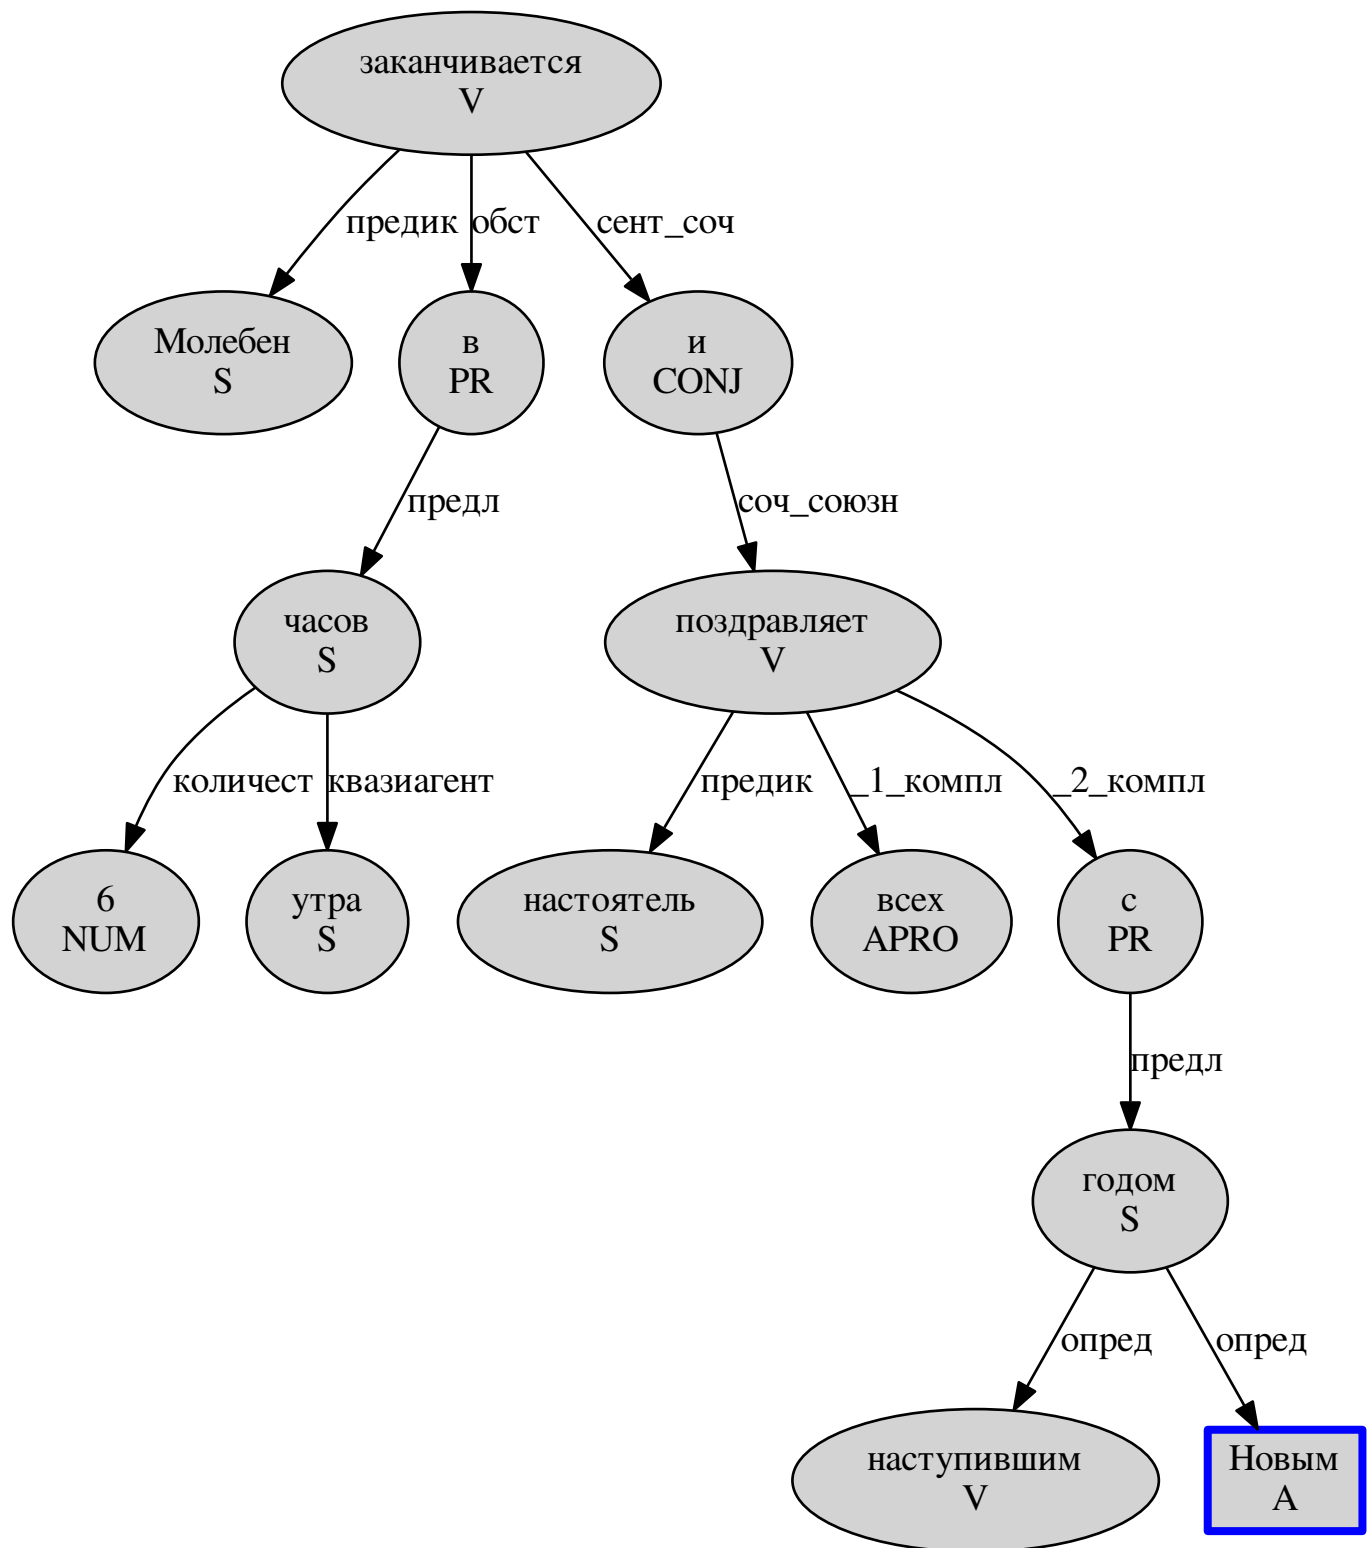 заканчивается
V
предик
обст
сент_соч
Молебен
S
в
PR
и
CONJ
предл
соч_союзн
часов
S
поздравляет
V
количест
квазиагент
предик
_1_компл
_2_компл
6
NUM
утра
S
настоятель
S
всех
APRO
с
PR
предл
годом
S
опред
опред
наступившим
V
Новым
A